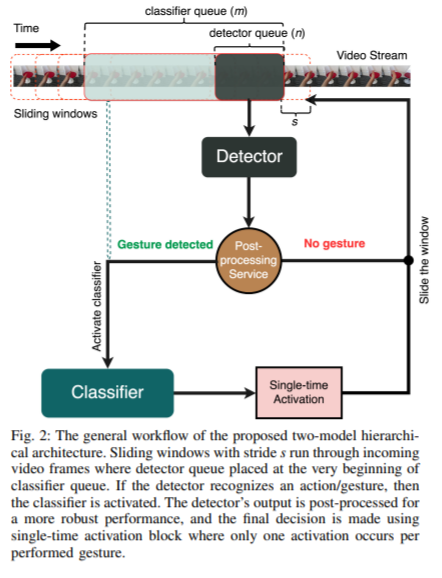 classifier queue (m)
Time
detector queue (n)
Video Stream
Sliding windows
s
Detector
Gesture detected
Post-
processing
Service
No gesture
Activate classifier
Slide the window
Classifier
Single-time
Activation
Fig. 2: The general workflow of the proposed two-model hierarchi-
cal architecture. Sliding windows with stride s run through incoming
video frames where detector queue placed at the very beginning of
classifier queue. If the detector recognizes an action/gesture, then
the classifier is activated. The detector's output is post-processed for
a more robust performance, and the final decision is made using
single-time activation block where only one activation occurs per
performed gesture.